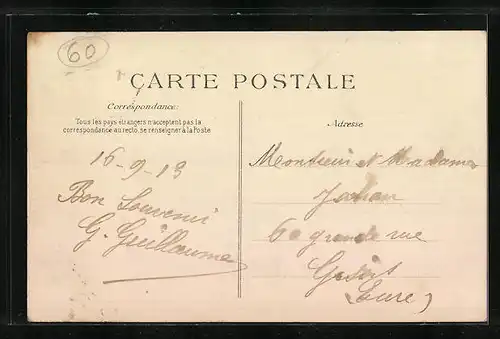 60
CARTE POSTALE
Correspondance:
Tous les pays étrangers n'acceptent pas la
correspondance au recto, se renseigner à la Poste
Adresse
16-9-13
Bon Souvenir
G. Guillaume
Monsieur et Madame
60 grande rue
Eure)